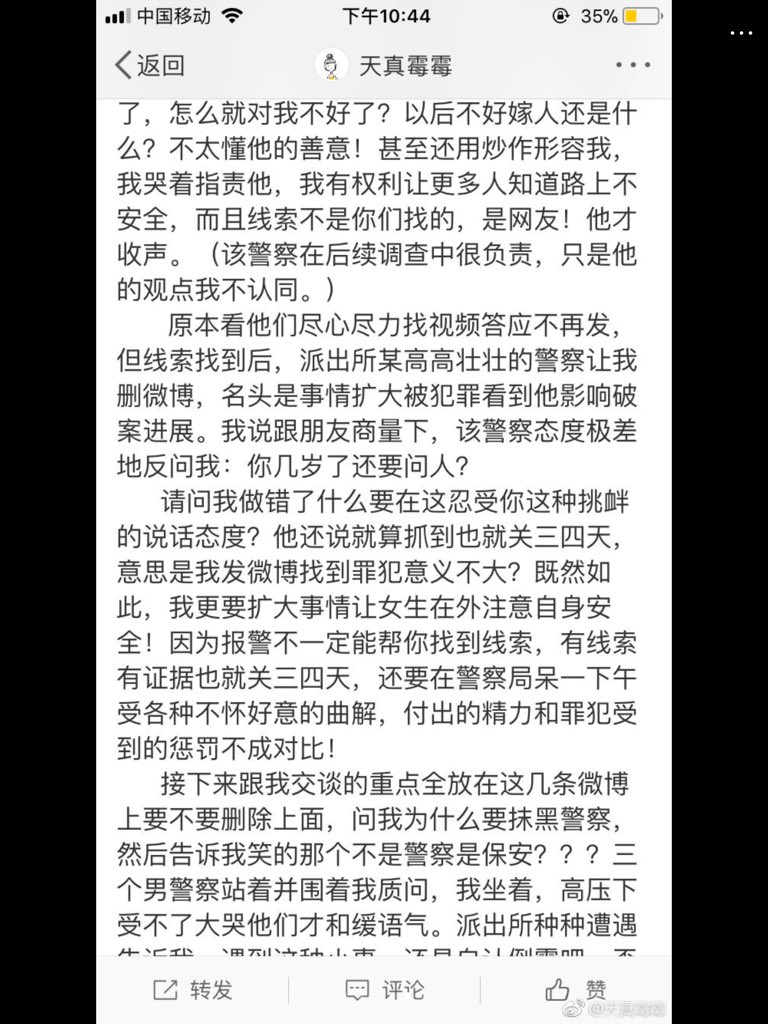 中国移动
下午10:44
35%
返回
天真霉霉
了，怎么就对我不好了？以后不好嫁人还是什
么？不太懂他的善意！甚至还用炒作形容我，
我哭着指责他，我有权利让更多人知道路上不
安全，而且线索不是你们找的，是网友！他才
收声。（该警察在后续调查中很负责，只是他
的观点我不认同。）
原本看他们尽心尽力找视频答应不再发，
但线索找到后，派出所某高高壮壮的警察让我
删微博，名头是事情扩大被犯罪看到他影响破
案进展。我说跟朋友商量下，该警察态度极差
地反问我：你几岁了还要问人？
请问我做错了什么要在这忍受你这种挑衅
的说话态度？他还说就算抓到也就关三四天，
意思是我发微博找到罪犯意义不大？既然如
此，我更要扩大事情让女生在外注意自身安
全！因为报警不一定能帮你找到线索，有线索
有证据也就关三四天，还要在警察局呆一下午
受各种不怀好意的曲解，付出的精力和罪犯受
到的惩罚不成对比！
接下来跟我交谈的重点全放在这几条微博
上要不要删除上面，问我为什么要抹黑警察，
然后告诉我笑的那个不是警察是保安？？？三
个男警察站着并围着我质问，我坐着，高压下
受不了大哭他们才和缓语气。派出所种种遭遇
告诉我，遇到这种小事，还是自认倒霉吧，否
转发
评论
赞
@天真霉霉